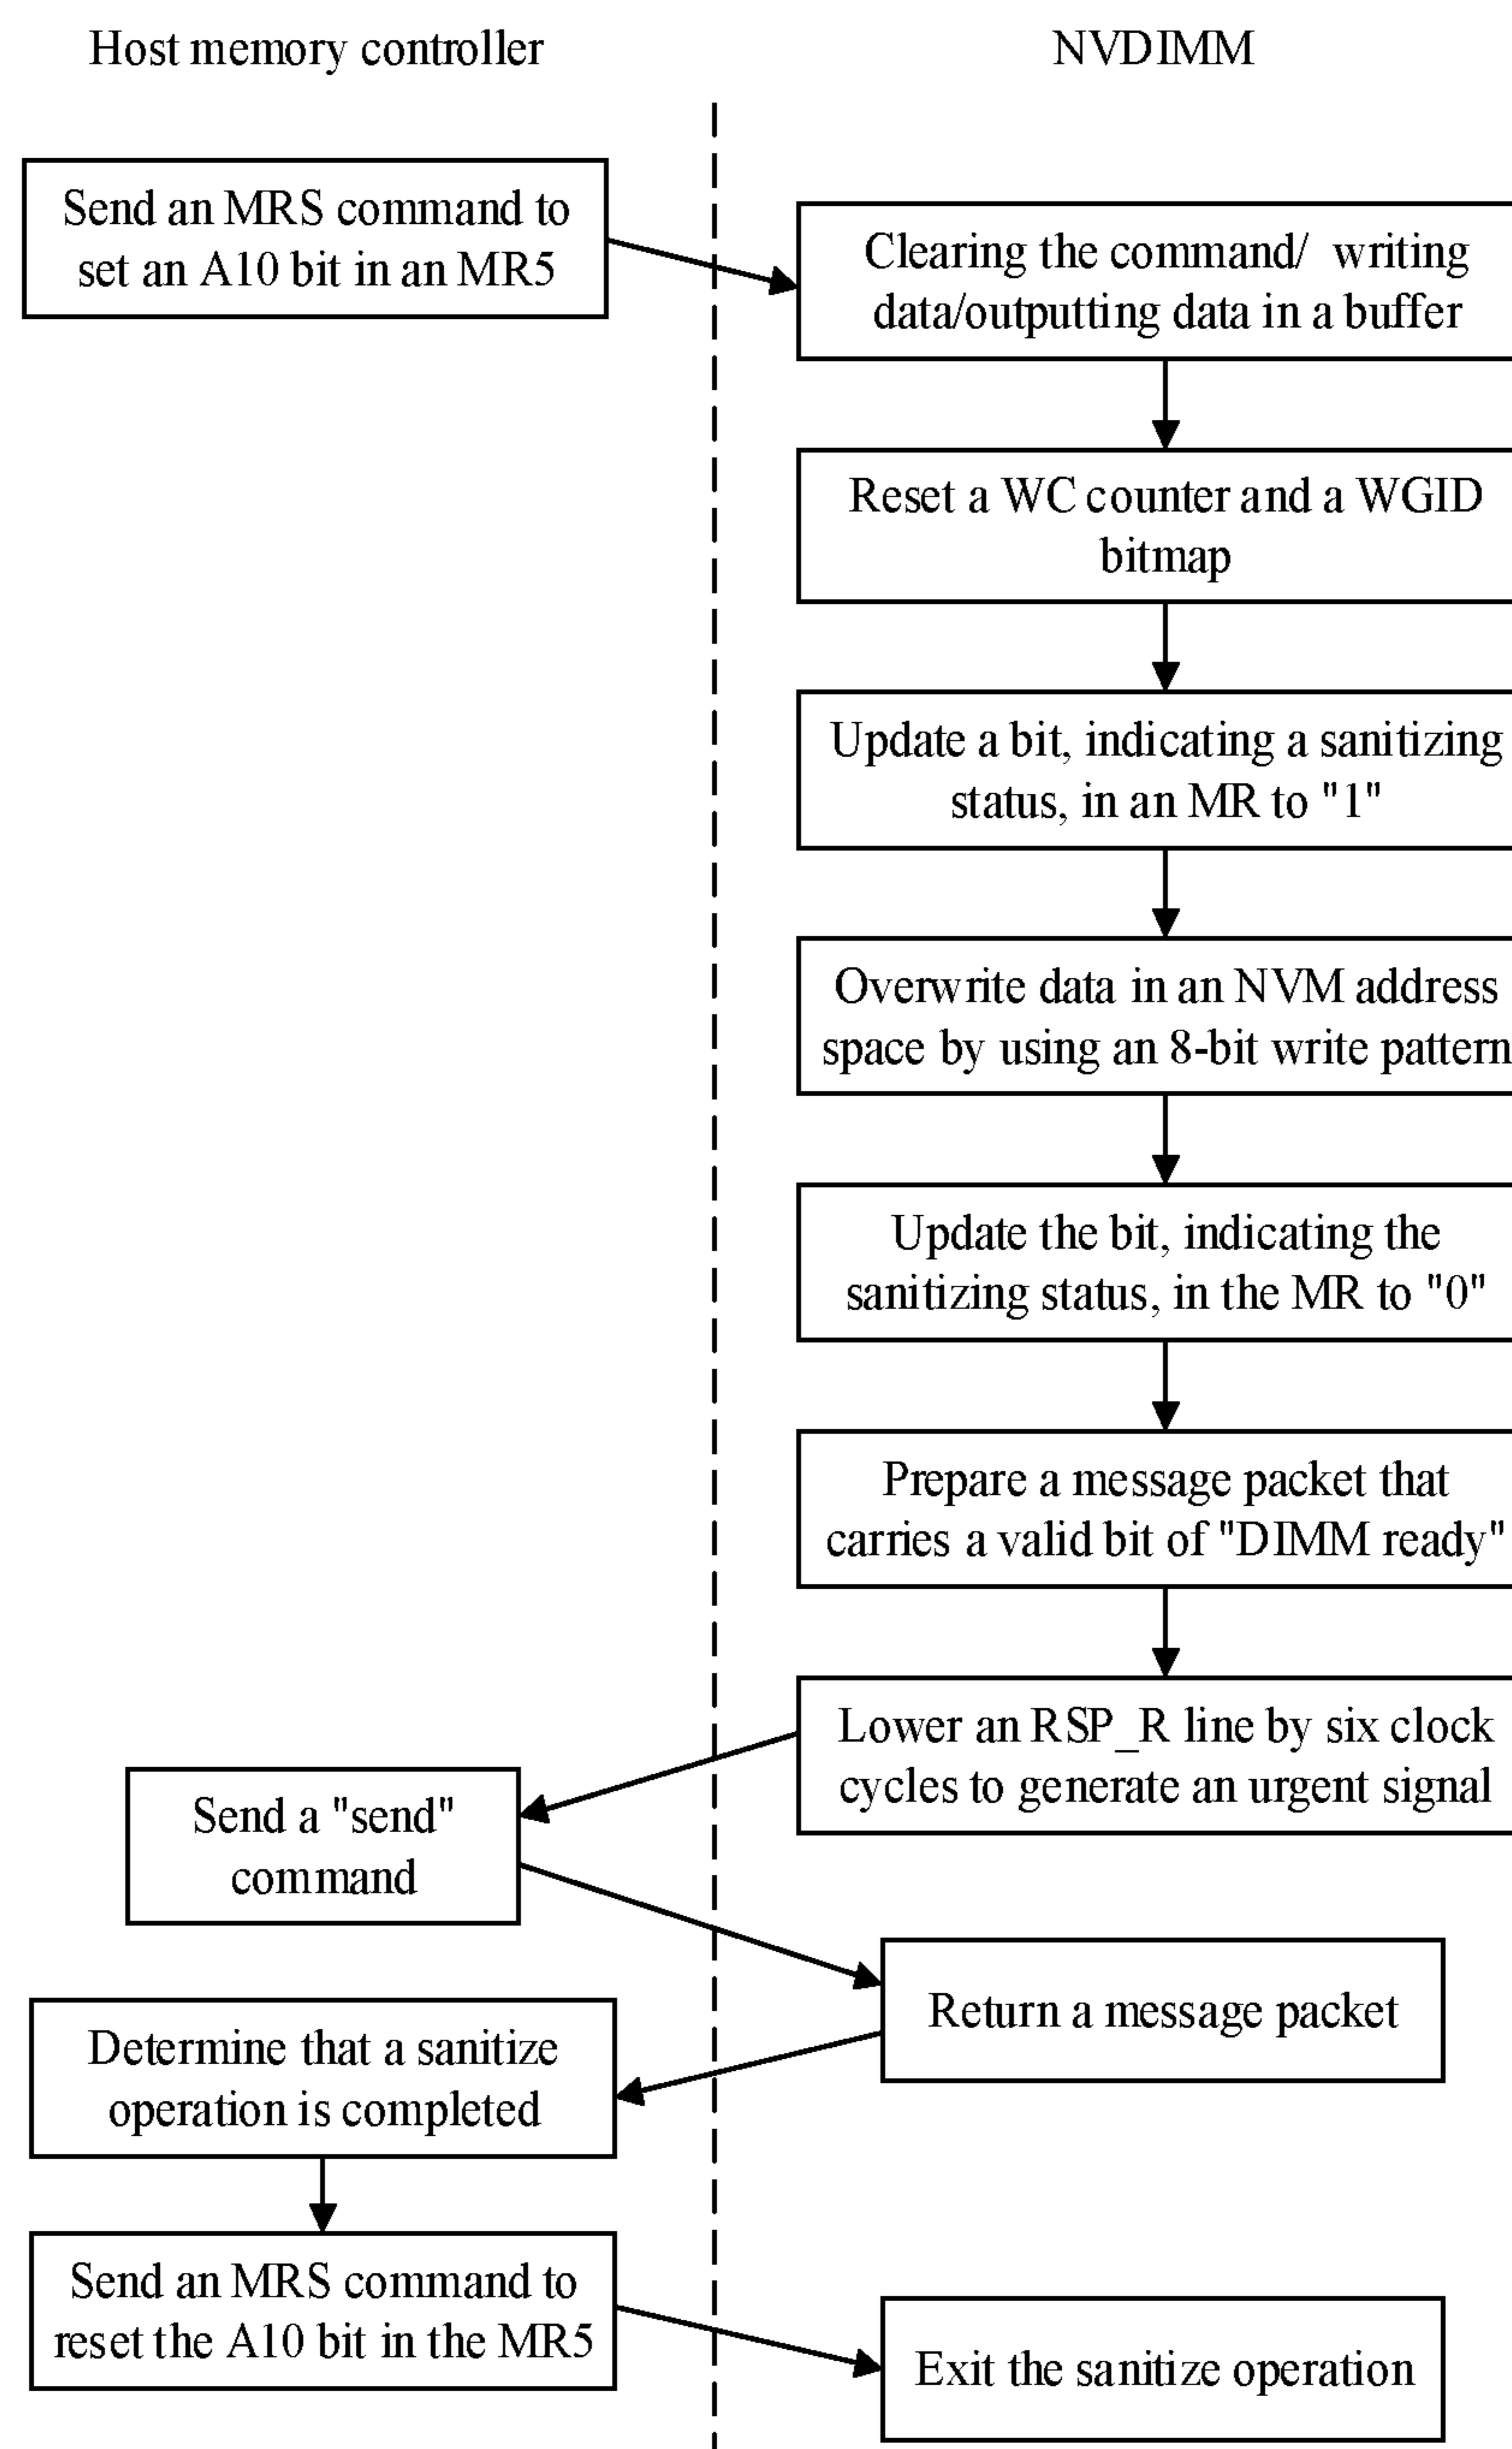 Host memory controller
NVDIMM
Send an MRS command to
set an A10 bit in an MR5
Clearing the command/ writing
data/outputting data in a buffer
Reset a WC counter and a WGID
bitmap
Update a bit, indicating a sanitizing
status, in an MR to "1"
Overwrite data in an NVM address
space by using an 8-bit write pattern
Update the bit, indicating the
sanitizing status, in the MR to "0"
Prepare a message packet that
carries a valid bit of "DIMM ready"
Lower an RSP_R line by six clock
cycles to generate an urgent signal
Send a "send"
command
Return a message packet
Determine that a sanitize
operation is completed
Send an MRS command to
reset the A10 bit in the MR5
Exit the sanitize operation